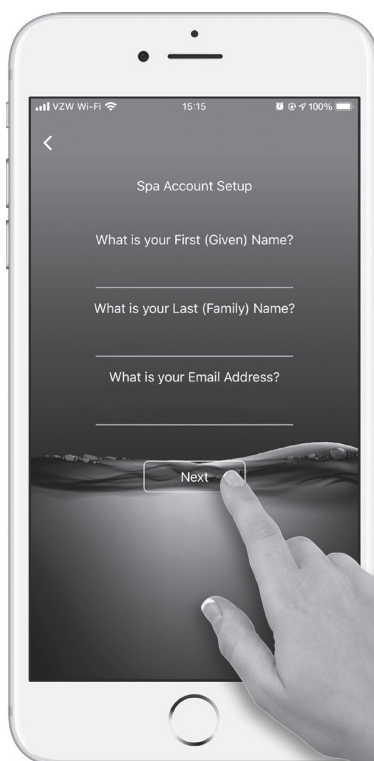 VZW Wi-Fi 15:15 100%
Spa Account Setup
What is your First (Given) Name?
What is your Last (Family) Name?
What is your Email Address?
Next